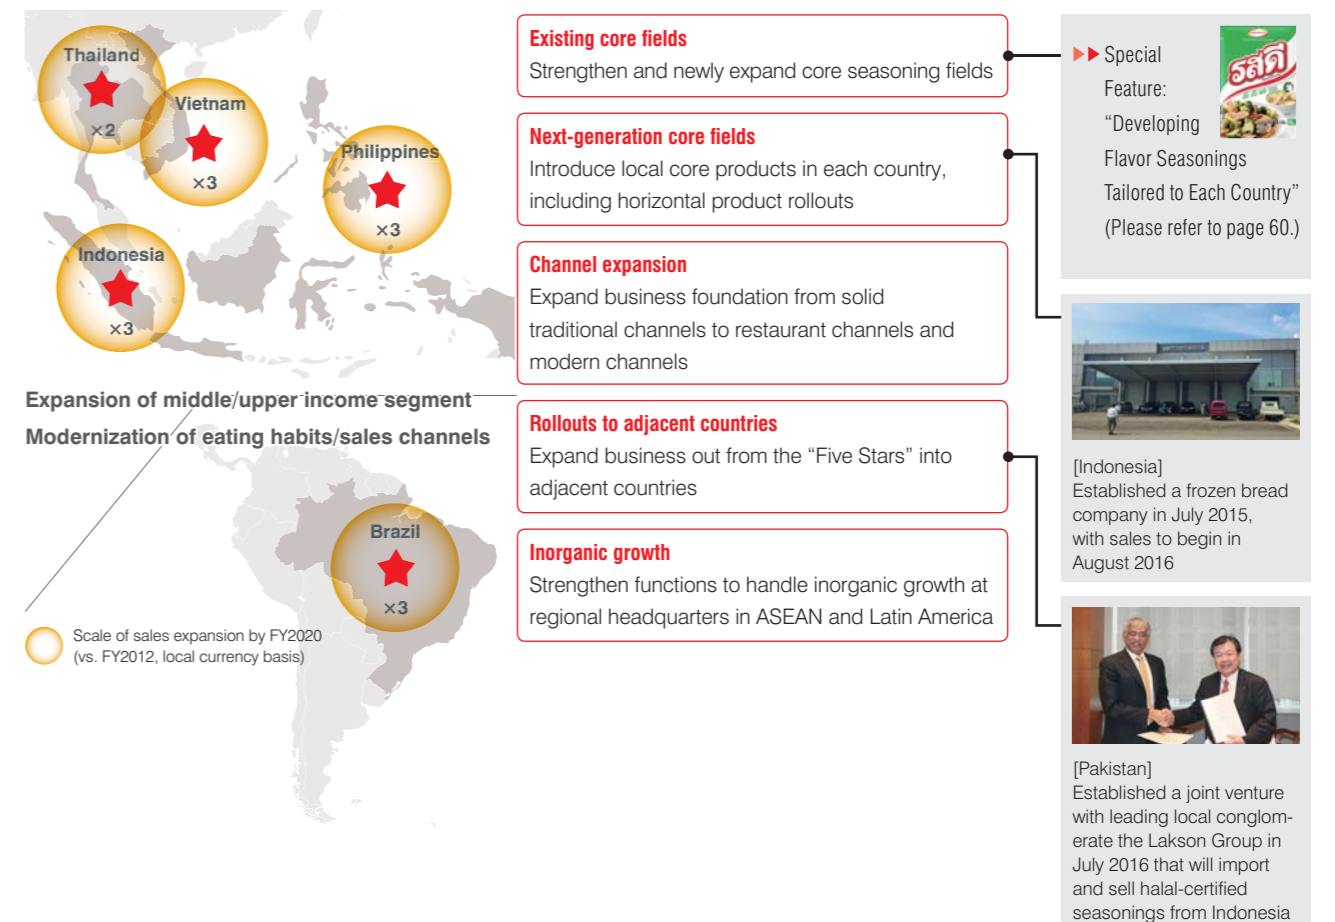 Thailand
×2
Vietnam
×3
Philippines
×3
Indonesia
×3
Expansion of middle/upper income segment
Modernization of eating habits/sales channels
Brazil
×3
Scale of sales expansion by FY2020
(vs. FY2012, local currency basis)
Existing core fields
Strengthen and newly expand core seasoning fields
Next-generation core fields
Introduce local core products in each country,
including horizontal product rollouts
Channel expansion
Expand business foundation from solid
traditional channels to restaurant channels and
modern channels
Rollouts to adjacent countries
Expand business out from the “Five Stars” into
adjacent countries
Inorganic growth
Strengthen functions to handle inorganic growth at
regional headquarters in ASEAN and Latin America
Special
Feature:
“Developing
Flavor Seasonings
Tailored to Each Country”
(Please refer to page 60.)
รสดี
[Indonesia]
Established a frozen bread
company in July 2015,
with sales to begin in
August 2016
[Pakistan]
Established a joint venture
with leading local conglom-
erate the Lakson Group in
July 2016 that will import
and sell halal-certified
seasonings from Indonesia